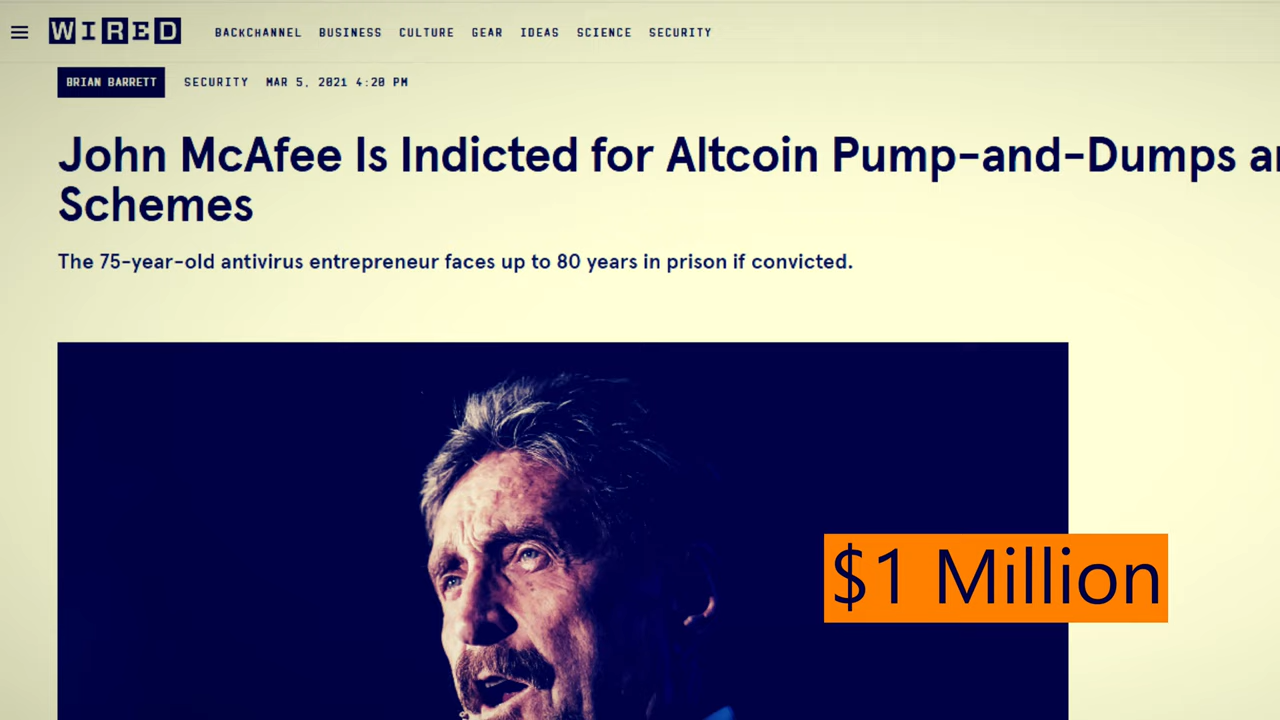 WIRED BACKCHANNEL BUSINESS CULTURE GEAR IDEAS SCIENCE SECURITY
BRIAN BARRETT SECURITY MAR 5, 2021 4:20 PM
John McAfee Is Indicted for Altcoin Pump-and-Dumps
Schemes
The 75-year-old antivirus entrepreneur faces up to 80 years in prison if convicted.
$1 Million